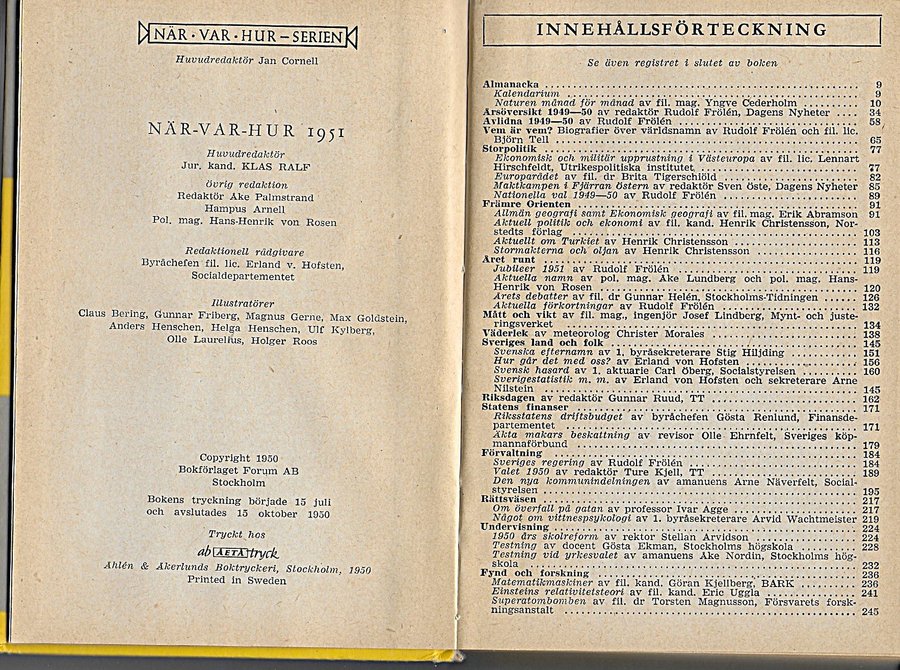 NÄR · VAR · HUR – SERIEN
Huvudredaktör Jan Cornell
NÄR-VAR-HUR 1951
Huvudredaktör
Jur. kand. KLAS RALF
Övrig redaktion
Redaktör Åke Palmstrand
Hampus Arnell
Pol. mag. Hans-Henrik von Rosen
Redaktionell rådgivare
Byråchefen fil. lic. Erland v. Hofsten,
Socialdepartementet
Illustratörer
Claus Bering, Gunnar Friberg, Magnus Gerne, Max Goldstein,
Anders Henschen, Helga Henschen, Ulf Kylberg,
Olle Laurelius, Holger Roos
Copyright 1950
Bokförlaget Forum AB
Stockholm
Bokens tryckning började 15 juli
och avslutades 15 oktober 1950
Tryckt hos
ab AETA tryck
Ahlén & Åkerlunds Boktryckeri, Stockholm, 1950
Printed in Sweden
INNEHÅLLSFÖRTECKNING
Se även registret i slutet av boken
Almanacka 9
Kalendarium 9
Naturen månad för månad av fil. mag. Yngve Cederholm 10
Årsöversikt 1949—50 av redaktör Rudolf Frölén, Dagens Nyheter 34
Avlidna 1949—50 av Rudolf Frölén 58
Vem är vem? Biografier över världsnamn av Rudolf Frölén och fil. lic.
Björn Tell 65
Storpolitik 77
Ekonomisk och militär upprustning i Västeuropa av fil. lic. Lennart
Hirschfeldt, Utrikespolitiska institutet 77
Europarådet av fil. dr Brita Tigerschiöld 82
Maktkampen i Fjärran Östern av redaktör Sven Öste, Dagens Nyheter 85
Nationella val 1949—50 av Rudolf Frölén 89
Främre Orienten 91
Allmän geografi samt Ekonomisk geografi av fil. mag. Erik Abramson 91
Aktuell politik och ekonomi av fil. kand. Henrik Christensson, Nor-
stedts förlag 103
Aktuellt om Turkiet av Henrik Christensson 113
Stormakterna och oljan av Henrik Christensson 116
Året runt 119
Jubiléer 1951 av Rudolf Frölén 119
Aktuella namn av pol. mag. Åke Lundberg och pol. mag. Hans-
Henrik von Rosen 120
Årets debatter av fil. dr Gunnar Helén, Stockholms-Tidningen 126
Aktuella förkortningar av Rudolf Frölén 132
Mått och vikt av fil. mag., ingenjör Josef Lindberg, Mynt- och juste-
ringsverket 134
Väderlek av meteorolog Christer Morales 138
Sveriges land och folk 145
Svenska efternamn av 1. byråsekreterare Stig Hiljding 151
Hur går det med oss? av Erland von Hofsten 156
Svensk hasard av 1. aktuarie Carl Öberg, Socialstyrelsen 160
Sverigestatistik m. m. av Erland von Hofsten och sekreterare Arne
Nilstein 145
Riksdagen av redaktör Gunnar Ruud, TT 162
Statens finanser 171
Riksstatens driftsbudget av byråchefen Gösta Renlund, Finansde-
partementet 171
Äkta makars beskattning av revisor Olle Ehrnfelt, Sveriges köp-
mannaförbund 179
Förvaltning 184
Sveriges regering av Rudolf Frölén 184
Valet 1950 av redaktör Ture Kjell, TT 189
Den nya kommunindelningen av amanuens Arne Näverfelt, Social-
styrelsen 195
Rättsväsen 217
Om överfall på gatan av professor Ivar Agge 217
Något om vittnespsykologi av 1. byråsekreterare Arvid Wachtmeister 219
Undervisning 224
1950 års skolreform av rektor Stellan Arvidson 224
Testning av docent Gösta Ekman, Stockholms högskola 228
Testning vid yrkesvalet av amanuens Åke Nordin, Stockholms hög-
skola 232
Fynd och forskning 236
Matematikmaskiner av fil. kand. Göran Kjellberg, BARK 236
Einsteins relativitetsteori av fil. kand. Eric Uggla 241
Superatombomben av fil. dr Torsten Magnusson, Försvarets forsk-
ningsanstalt 245